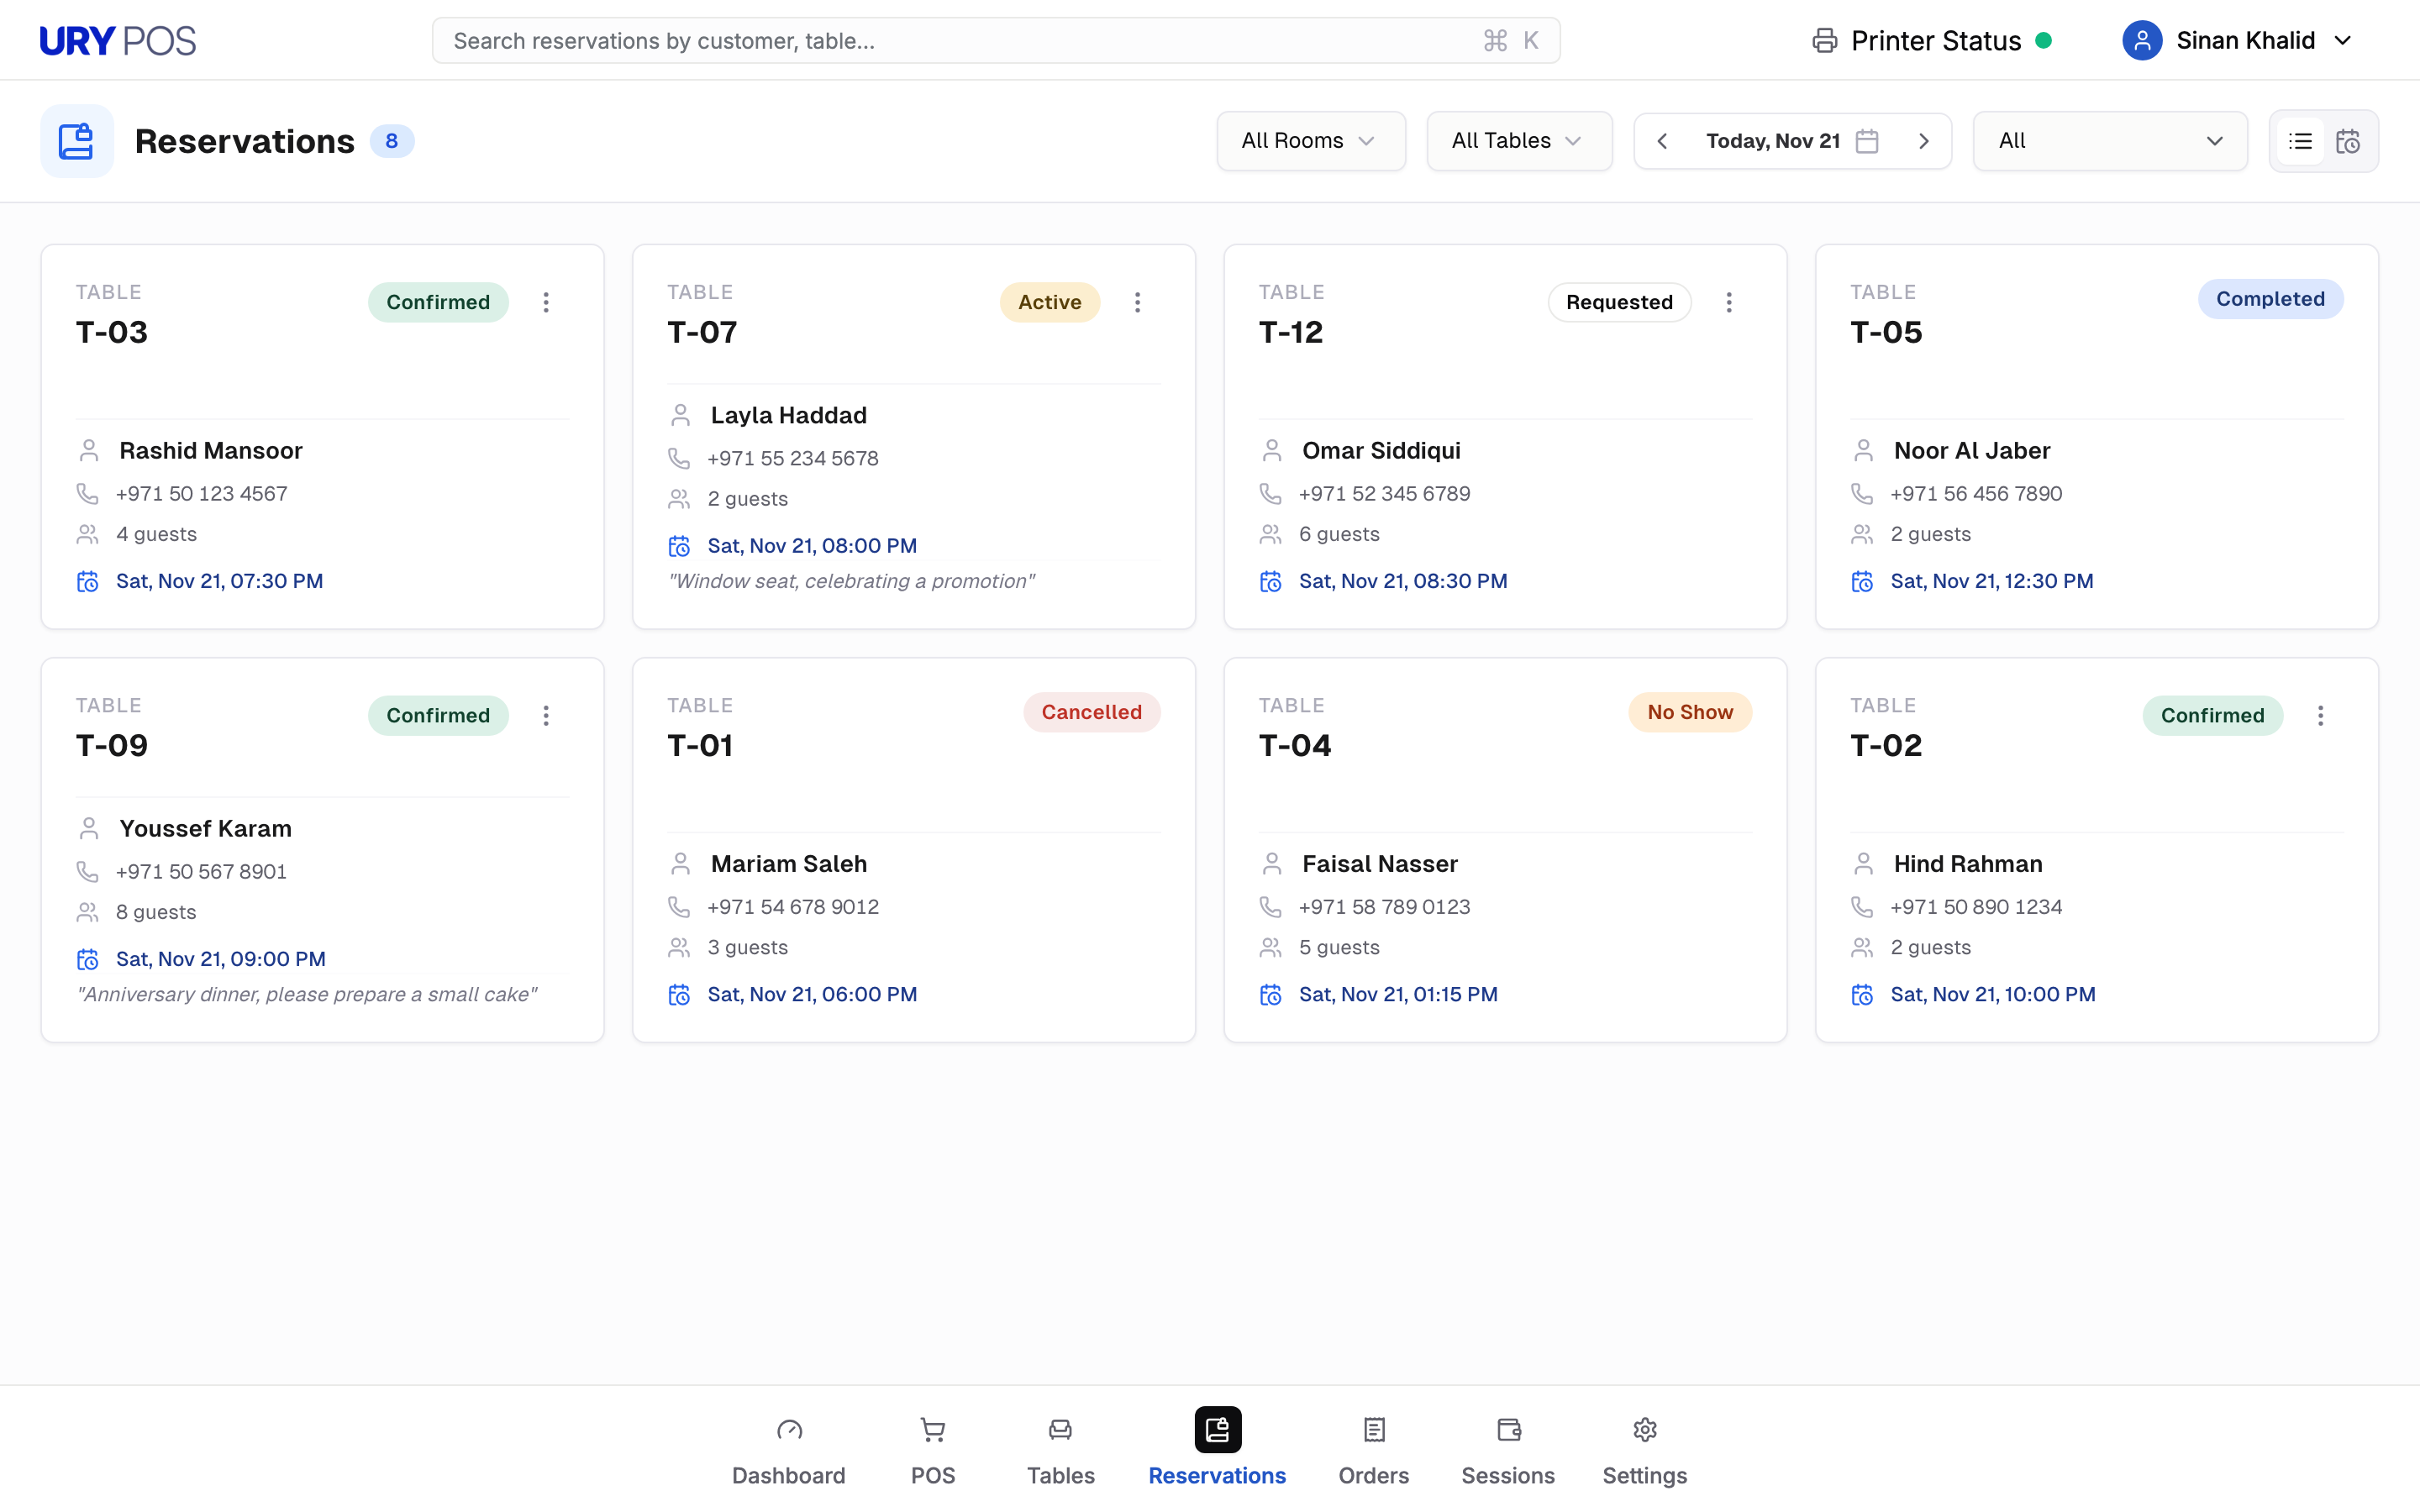 URY POS
Search reservations by customer, table...
⌘ K
Printer Status
Sinan Khalid
Reservations
8
All Rooms
All Tables
Today, Nov 21
All
TABLE
T-03
Confirmed
Rashid Mansoor
+971 50 123 4567
4 guests
Sat, Nov 21, 07:30 PM
TABLE
T-07
Active
Layla Haddad
+971 55 234 5678
2 guests
Sat, Nov 21, 08:00 PM
"Window seat, celebrating a promotion"
TABLE
T-12
Requested
Omar Siddiqui
+971 52 345 6789
6 guests
Sat, Nov 21, 08:30 PM
TABLE
T-05
Completed
Noor Al Jaber
+971 56 456 7890
2 guests
Sat, Nov 21, 12:30 PM
TABLE
T-09
Confirmed
Youssef Karam
+971 50 567 8901
8 guests
Sat, Nov 21, 09:00 PM
"Anniversary dinner, please prepare a small cake"
TABLE
T-01
Cancelled
Mariam Saleh
+971 54 678 9012
3 guests
Sat, Nov 21, 06:00 PM
TABLE
T-04
No Show
Faisal Nasser
+971 58 789 0123
5 guests
Sat, Nov 21, 01:15 PM
TABLE
T-02
Confirmed
Hind Rahman
+971 50 890 1234
2 guests
Sat, Nov 21, 10:00 PM
Dashboard
POS
Tables
Reservations
Orders
Sessions
Settings